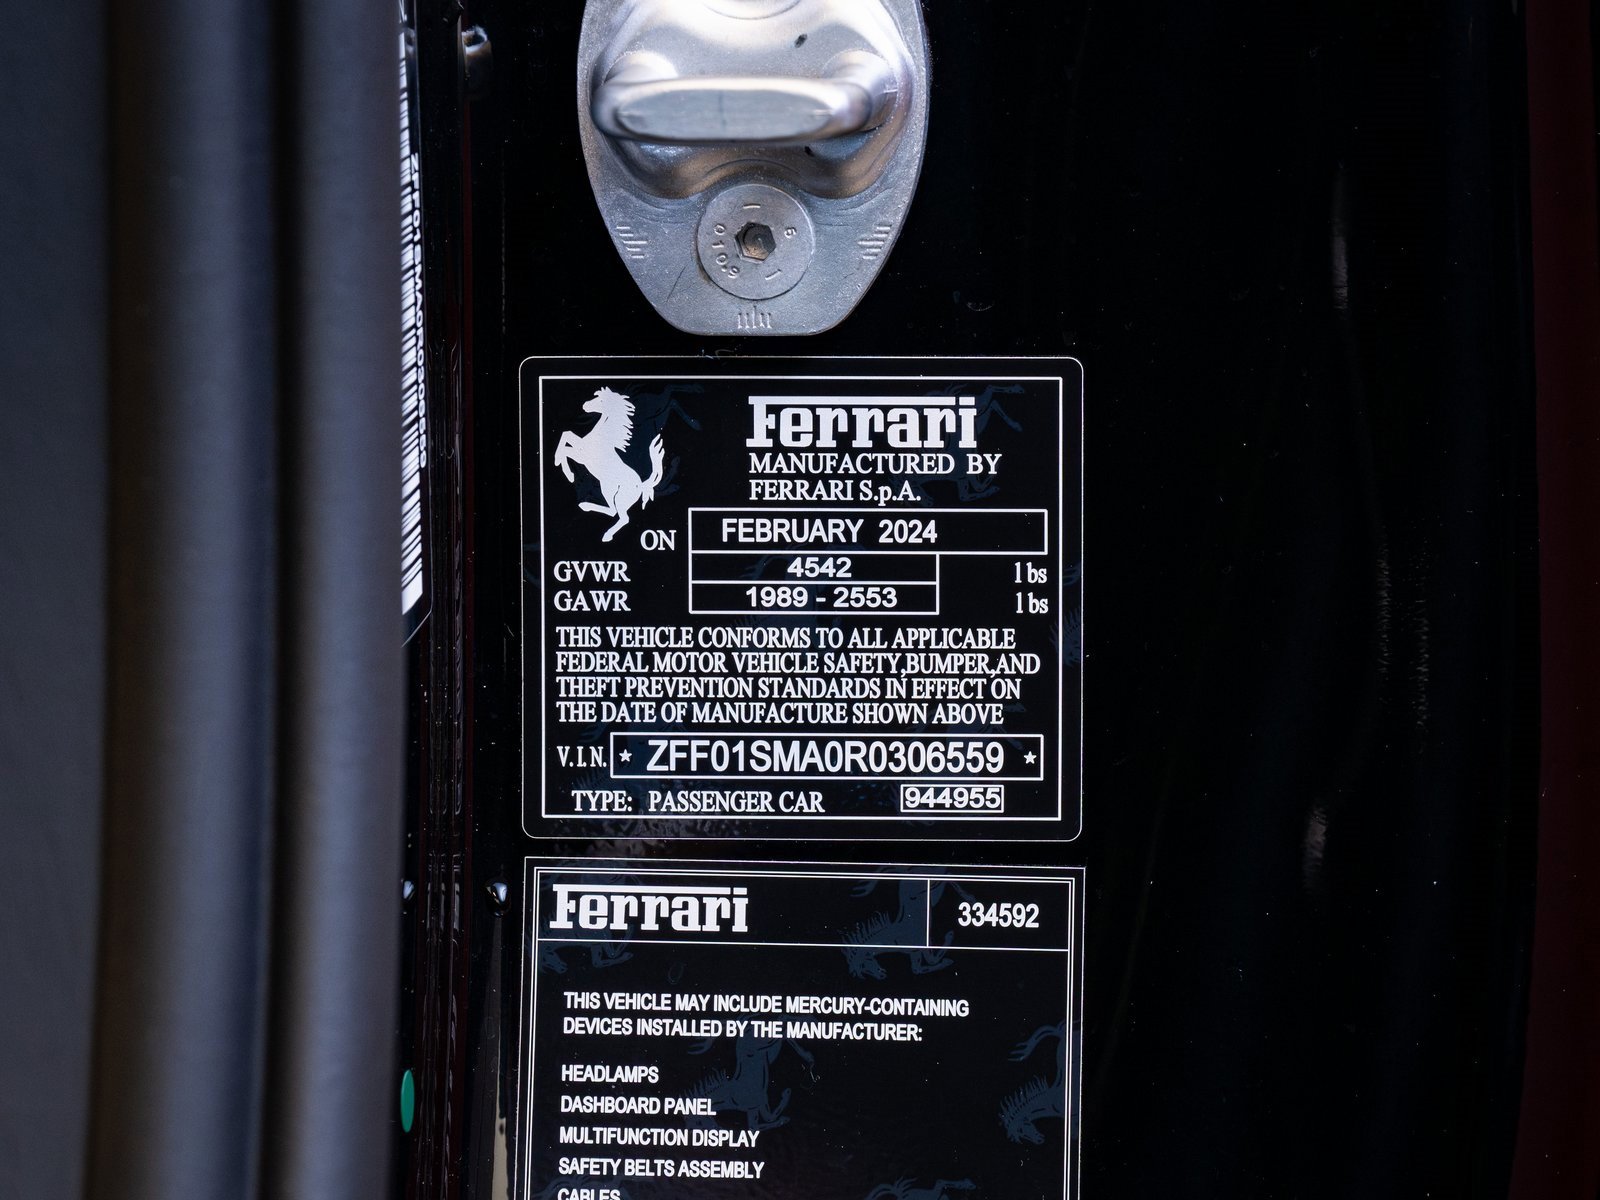 Ferrari
MANUFACTURED BY
FERRARI S.p.A.
ON FEBRUARY 2024
GVWR 4542 lbs
GAWR 1989 - 2553 lbs
THIS VEHICLE CONFORMS TO ALL APPLICABLE
FEDERAL MOTOR VEHICLE SAFETY,BUMPER,AND
THEFT PREVENTION STANDARDS IN EFFECT ON
THE DATE OF MANUFACTURE SHOWN ABOVE
V.I.N. ★ ZFF01SMA0R0306559 ★
TYPE: PASSENGER CAR 944955
Ferrari 334592
THIS VEHICLE MAY INCLUDE MERCURY-CONTAINING
DEVICES INSTALLED BY THE MANUFACTURER:
HEADLAMPS
DASHBOARD PANEL
MULTIFUNCTION DISPLAY
SAFETY BELTS ASSEMBLY
CABLES